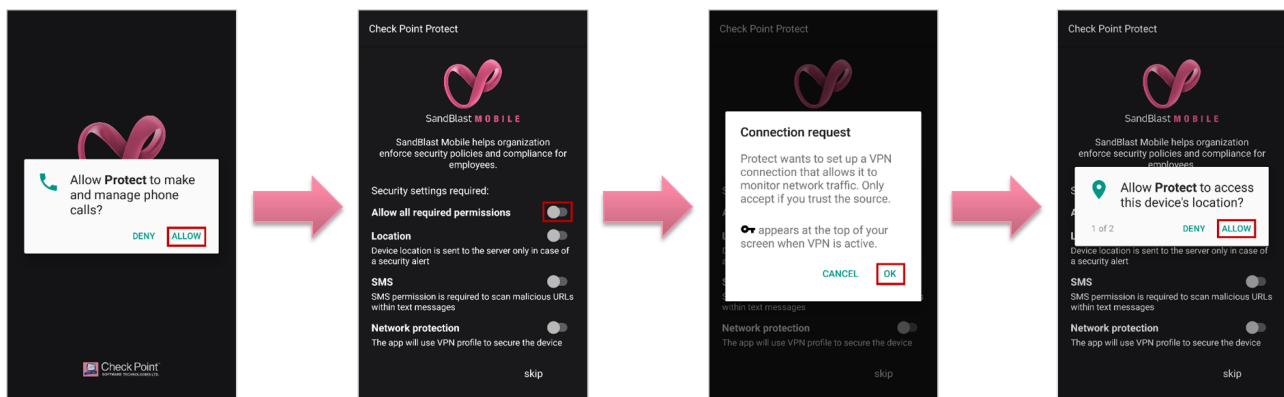 Allow Protect to make
and manage phone
calls?
DENY ALLOW
Check Point
SOFTWARE TECHNOLOGIES LTD.
Check Point Protect
SandBlast MOBILE
SandBlast Mobile helps organization
enforce security policies and compliance for
employees.
Security settings required:
Allow all required permissions
Location
Device location is sent to the server only in case of
a security alert
SMS
SMS permission is required to scan malicious URLs
within text messages
Network protection
The app will use VPN profile to secure the device
skip
Check Point Protect
Connection request
Protect wants to set up a VPN
connection that allows it to
monitor network traffic. Only
accept if you trust the source.
appears at the top of your
screen when VPN is active.
CANCEL OK
within text messages
Network protection
The app will use VPN profile to secure the device
skip
Check Point Protect
SandBlast MOBILE
SandBlast Mobile helps organization
enforce security policies and compliance for
employees.
Allow Protect to access
this device's location?
1 of 2 DENY ALLOW
Device location is sent to the server only in case of
a security alert
SMS
SMS permission is required to scan malicious URLs
within text messages
Network protection
The app will use VPN profile to secure the device
skip